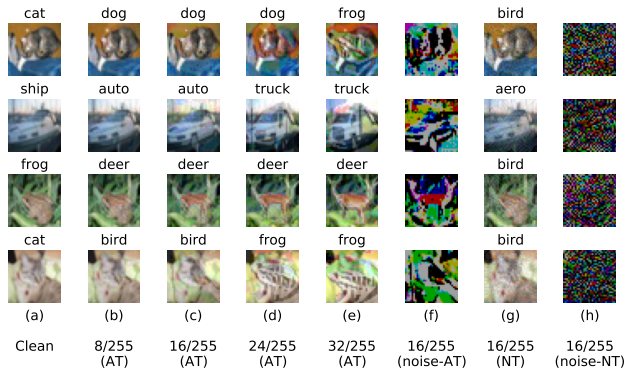 cat dog dog dog frog bird
ship auto auto truck truck aero
frog deer deer deer deer bird
cat bird bird frog frog bird
(a) (b) (c) (d) (e) (f) (g) (h)
Clean 8/255 16/255 24/255 32/255 16/255 16/255 16/255
(AT) (AT) (AT) (AT) (noise-AT) (NT) (noise-NT)